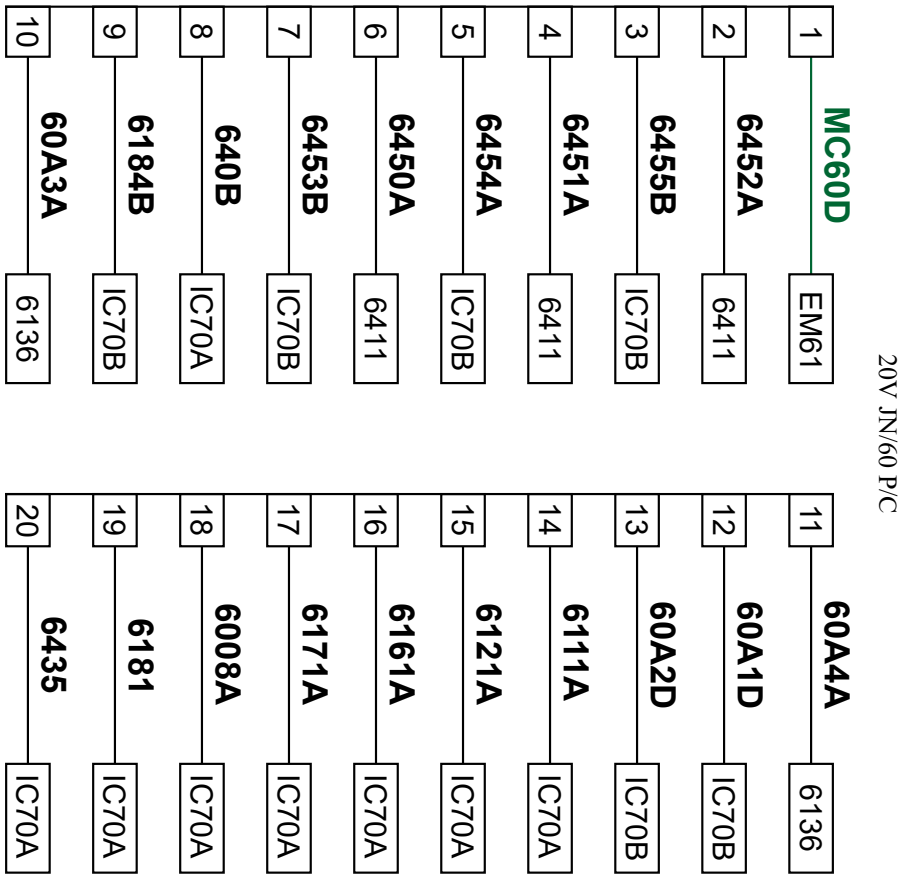 20V JN/60 P/C
1 MC60D EM61
2 6452A 6411
3 6455B IC70B
4 6451A 6411
5 6454A IC70B
6 6450A 6411
7 6453B IC70B
8 640B IC70A
9 6184B IC70B
10 60A3A 6136
11 60A4A 6136
12 60A1D IC70B
13 60A2D IC70B
14 6111A IC70A
15 6121A IC70A
16 6161A IC70A
17 6171A IC70A
18 6008A IC70A
19 6181 IC70A
20 6435 IC70A